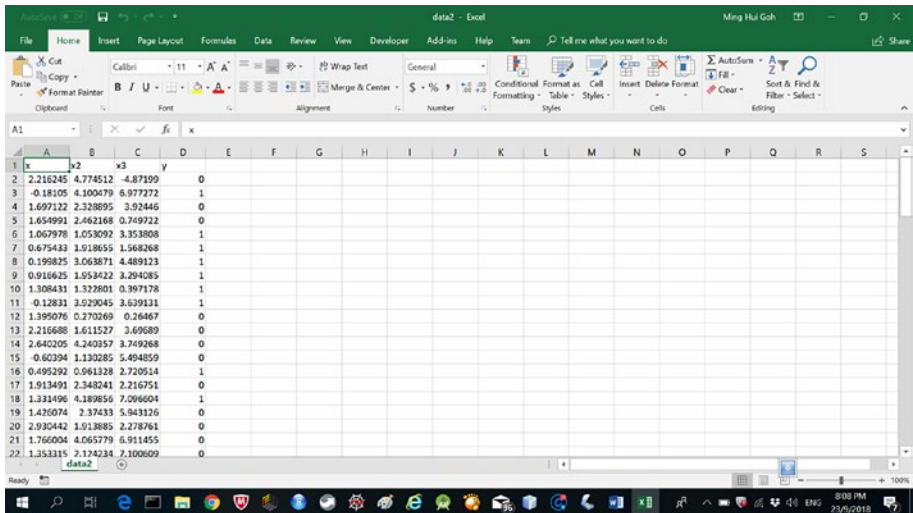 AutoSave Off data2 - Excel Ming Hui Goh
File Home Insert Page Layout Formulas Data Review View Developer Add-ins Help Team Tell me what you want to do Share
Paste
Cut
Copy
Format Painter
Clipboard
Calibri 11 A A
B I U A
Font
Wrap Text
Merge & Center
Alignment
General
$ % ,
Number
Conditional Formatting
Format as Table
Cell Styles
Styles
Insert Delete Format
Cells
AutoSum
Fill
Clear
Sort & Filter
Find & Select
Editing
A1 fx x
A B C D E F G H I J K L M N O P Q R S
1 x x2 x3 y
2 2.216245 4.774512 -4.87199 0
3 -0.18105 4.100479 6.977272 1
4 1.697122 2.328895 3.92446 0
5 1.654991 2.462168 0.749722 0
6 1.067978 1.053092 3.353808 1
7 0.675433 1.918655 1.568268 1
8 0.199825 3.063871 4.489123 1
9 0.916625 1.953422 3.294085 1
10 1.308431 1.322801 0.397178 1
11 -0.12831 3.929045 3.639131 1
12 1.395076 0.270269 0.26467 0
13 2.216688 1.611527 3.69689 0
14 2.640205 4.240357 3.749268 0
15 -0.60394 1.130285 5.494859 0
16 0.495292 0.961328 2.720514 1
17 1.913491 2.348241 2.216751 0
18 1.331496 4.189856 7.096604 1
19 1.426074 2.37433 5.943126 0
20 2.930442 1.913885 2.278761 0
21 1.766004 4.065779 6.911455 0
22 1.353315 2.124234 7.100609 0
data2
Ready 100%
ENG 8:08 PM
23/9/2018